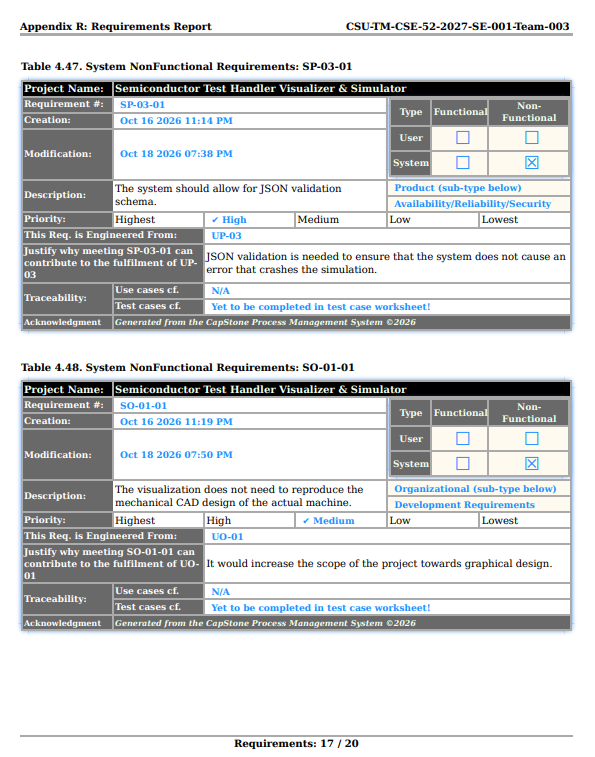 Appendix R: Requirements Report CSU-TM-CSE-52-2027-SE-001-Team-003
Table 4.47. System NonFunctional Requirements: SP-03-01
Project Name: Semiconductor Test Handler Visualizer & Simulator
Requirement #: SP-03-01
Type Functional Non-
Functional
Creation: Oct 16 2026 11:14 PM
User ☐ ☐
Modification: Oct 18 2026 07:38 PM
System ☐ ☒
Description: The system should allow for JSON validation
schema.
Product (sub-type below)
Availability/Reliability/Security
Priority: Highest ✔ High Medium Low Lowest
This Req. is Engineered From: UP-03
Justify why meeting SP-03-01 can
contribute to the fulfilment of UP-
03
JSON validation is needed to ensure that the system does not cause an
error that crashes the simulation.
Traceability: Use cases cf. N/A
Test cases cf. Yet to be completed in test case worksheet!
Acknowledgment Generated from the CapStone Process Management System ©2026
Table 4.48. System NonFunctional Requirements: SO-01-01
Project Name: Semiconductor Test Handler Visualizer & Simulator
Requirement #: SO-01-01
Type Functional Non-
Functional
Creation: Oct 16 2026 11:19 PM
User ☐ ☐
Modification: Oct 18 2026 07:50 PM
System ☐ ☒
Description: The visualization does not need to reproduce the
mechanical CAD design of the actual machine.
Organizational (sub-type below)
Development Requirements
Priority: Highest High ✔ Medium Low Lowest
This Req. is Engineered From: UO-01
Justify why meeting SO-01-01 can
contribute to the fulfilment of UO-
01
It would increase the scope of the project towards graphical design.
Traceability: Use cases cf. N/A
Test cases cf. Yet to be completed in test case worksheet!
Acknowledgment Generated from the CapStone Process Management System ©2026
Requirements: 17 / 20